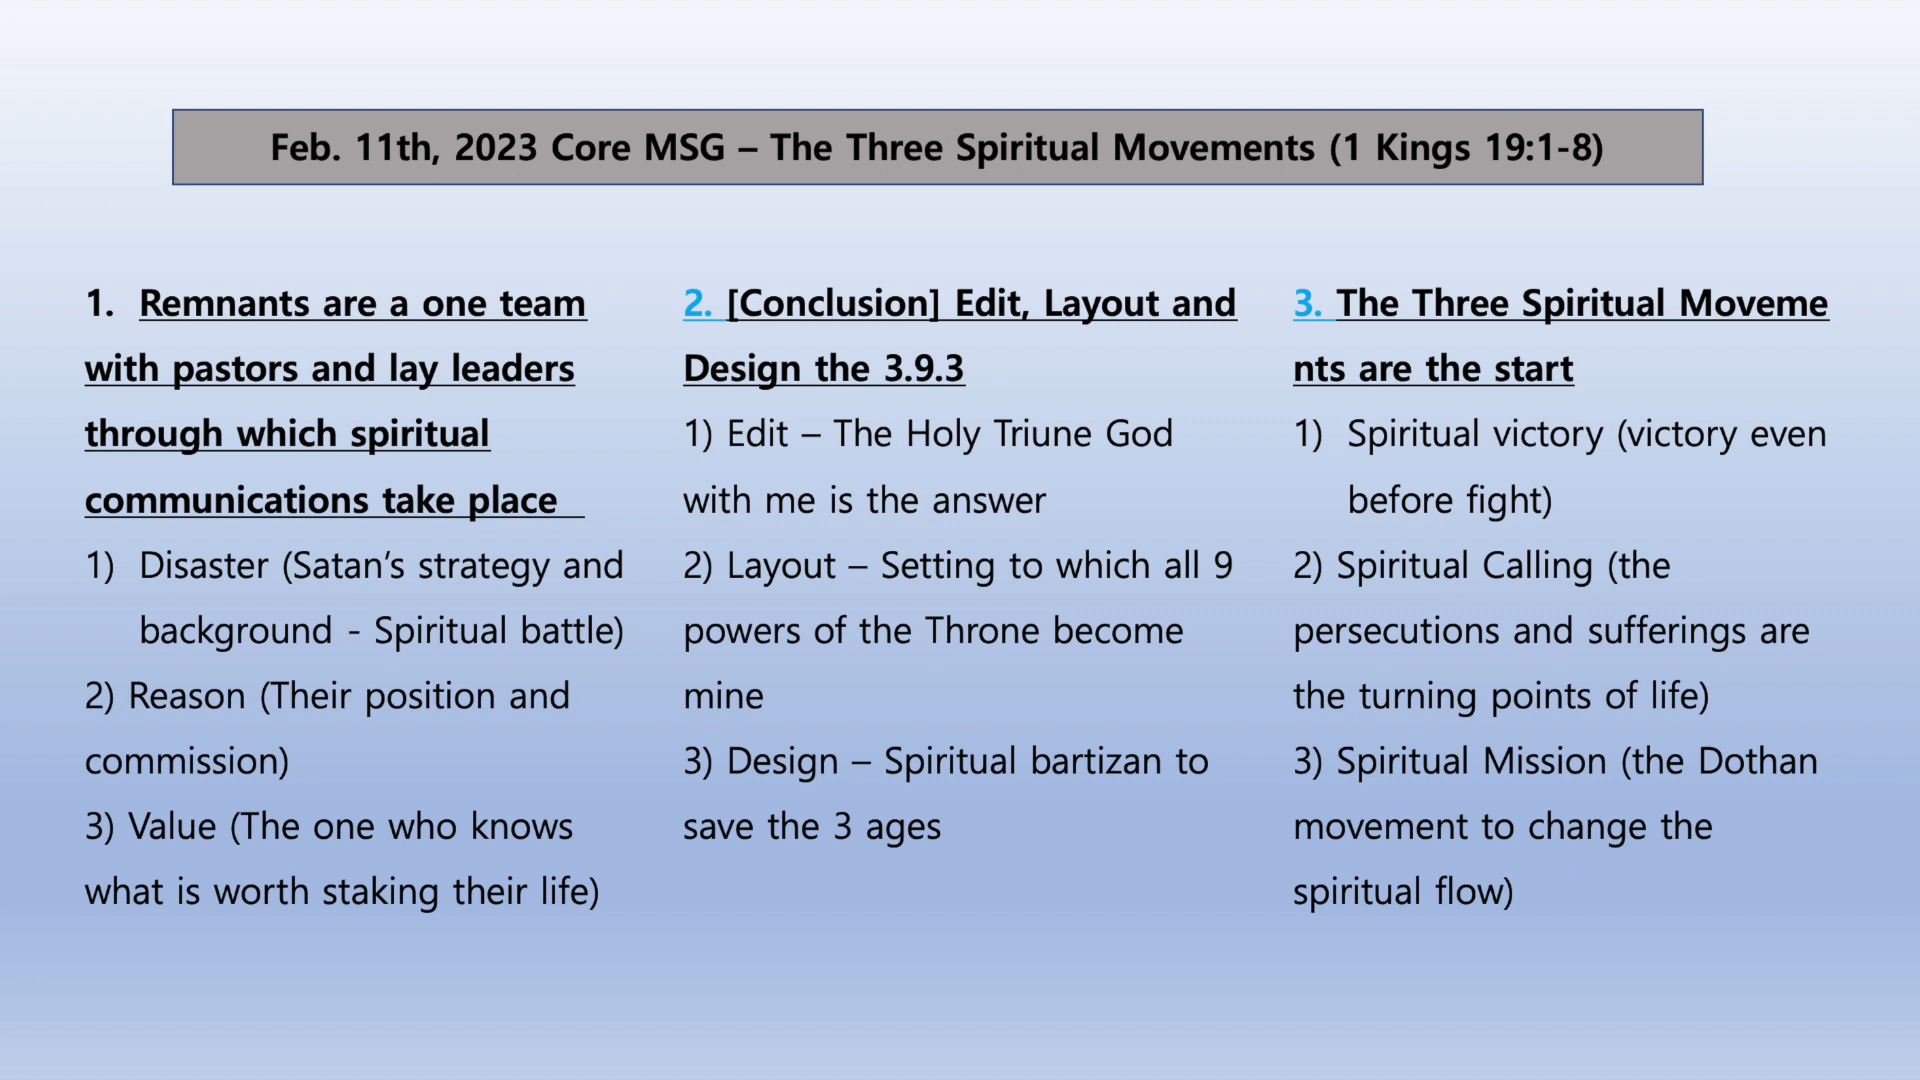 Feb. 11th, 2023 Core MSG – The Three Spiritual Movements (1 Kings 19:1-8)
1. Remnants are a one team
with pastors and lay leaders
through which spiritual
communications take place
1) Disaster (Satan’s strategy and
background - Spiritual battle)
2) Reason (Their position and
commission)
3) Value (The one who knows
what is worth staking their life)
2. [Conclusion] Edit, Layout and
Design the 3.9.3
1) Edit – The Holy Triune God
with me is the answer
2) Layout – Setting to which all 9
powers of the Throne become
mine
3) Design – Spiritual bartizan to
save the 3 ages
3. The Three Spiritual Moveme
nts are the start
1) Spiritual victory (victory even
before fight)
2) Spiritual Calling (the
persecutions and sufferings are
the turning points of life)
3) Spiritual Mission (the Dothan
movement to change the
spiritual flow)